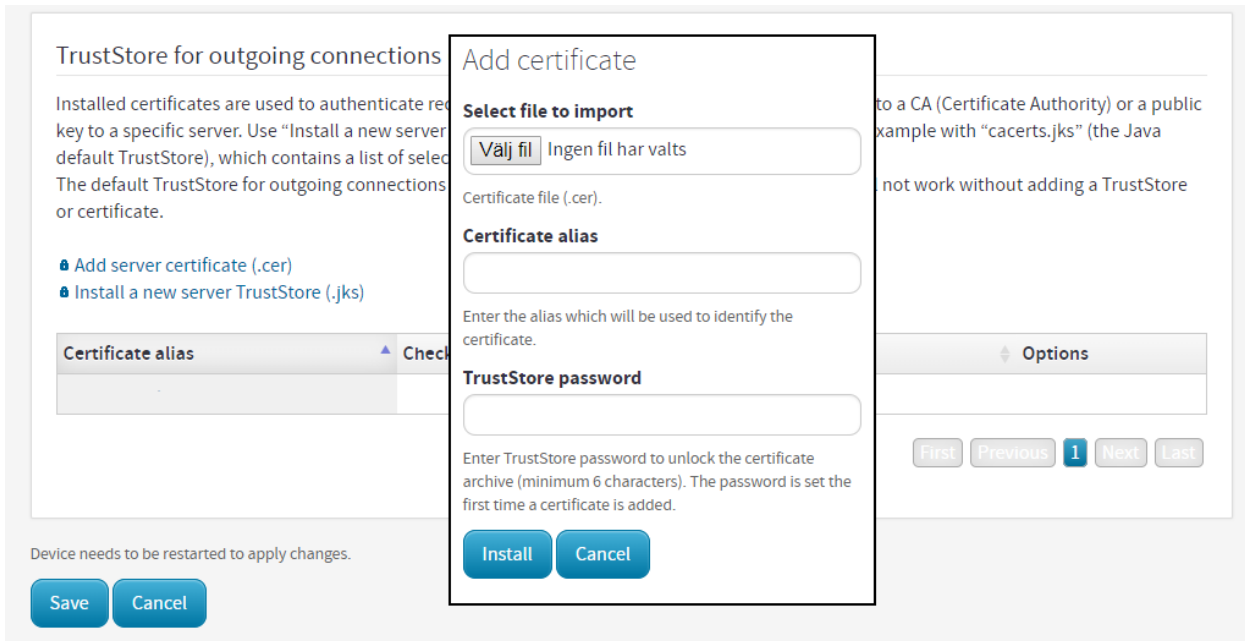 TrustStore for outgoing connections
Installed certificates are used to authenticate rec
to a CA (Certificate Authority) or a public
key to a specific server. Use “Install a new server
xample with “cacerts.jks” (the Java
default TrustStore), which contains a list of selec
The default TrustStore for outgoing connections
not work without adding a TrustStore
or certificate.
Add server certificate (.cer)
Install a new server TrustStore (.jks)
Certificate alias
Check
Options
First Previous 1 Next Last
Device needs to be restarted to apply changes.
Save Cancel
Add certificate
Select file to import
Välj fil Ingen fil har valts
Certificate file (.cer).
Certificate alias
Enter the alias which will be used to identify the
certificate.
TrustStore password
Enter TrustStore password to unlock the certificate
archive (minimum 6 characters). The password is set the
first time a certificate is added.
Install Cancel